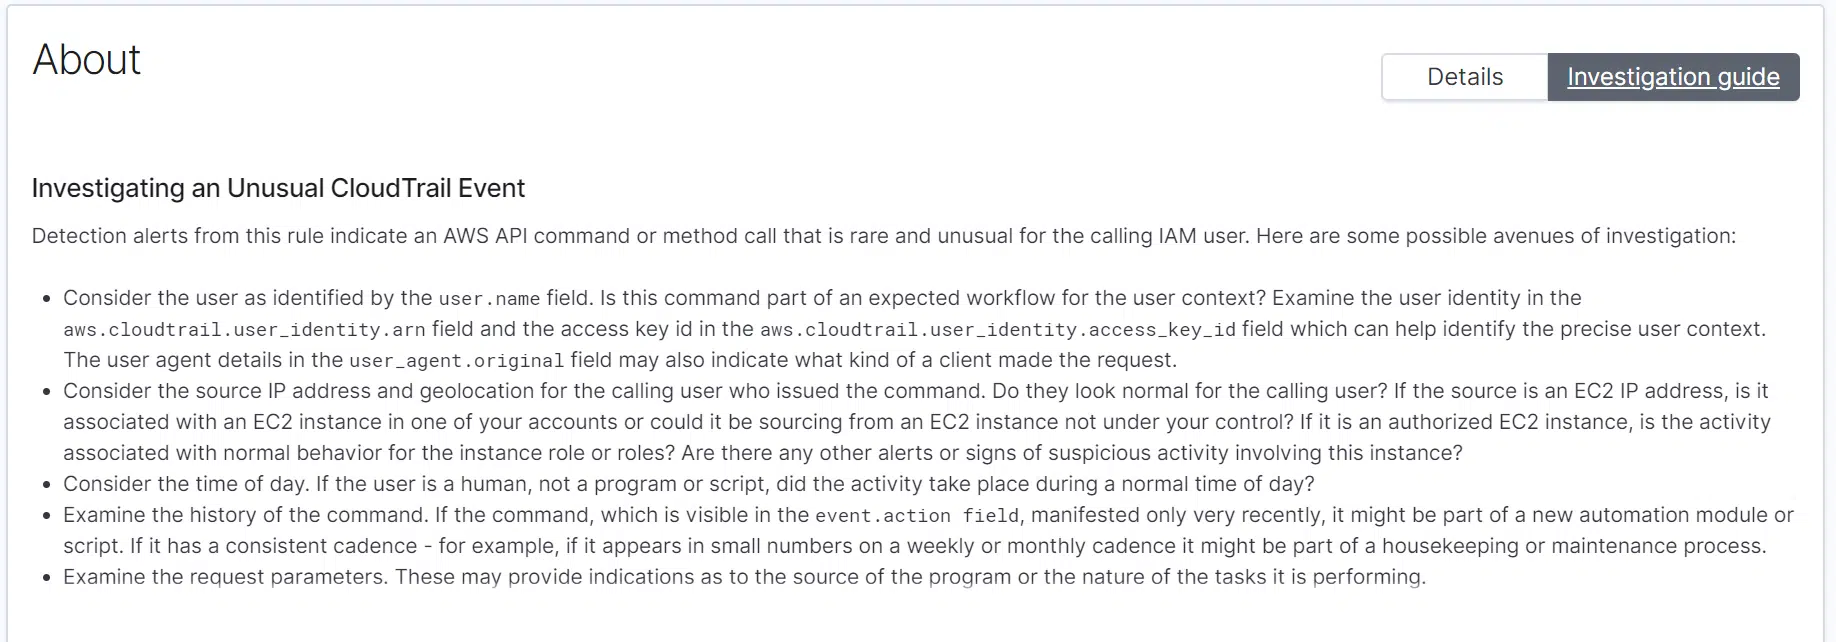 About
Details
Investigation guide
Investigating an Unusual CloudTrail Event
Detection alerts from this rule indicate an AWS API command or method call that is rare and unusual for the calling IAM user. Here are some possible avenues of investigation:
• Consider the user as identified by the user.name field. Is this command part of an expected workflow for the user context? Examine the user identity in the
aws.cloudtrail.user_identity.arn field and the access key id in the aws.cloudtrail.user_identity.access_key_id field which can help identify the precise user context.
The user agent details in the user_agent.original field may also indicate what kind of a client made the request.
• Consider the source IP address and geolocation for the calling user who issued the command. Do they look normal for the calling user? If the source is an EC2 IP address, is it
associated with an EC2 instance in one of your accounts or could it be sourcing from an EC2 instance not under your control? If it is an authorized EC2 instance, is the activity
associated with normal behavior for the instance role or roles? Are there any other alerts or signs of suspicious activity involving this instance?
• Consider the time of day. If the user is a human, not a program or script, did the activity take place during a normal time of day?
• Examine the history of the command. If the command, which is visible in the event.action field, manifested only very recently, it might be part of a new automation module or
script. If it has a consistent cadence - for example, if it appears in small numbers on a weekly or monthly cadence it might be part of a housekeeping or maintenance process.
• Examine the request parameters. These may provide indications as to the source of the program or the nature of the tasks it is performing.